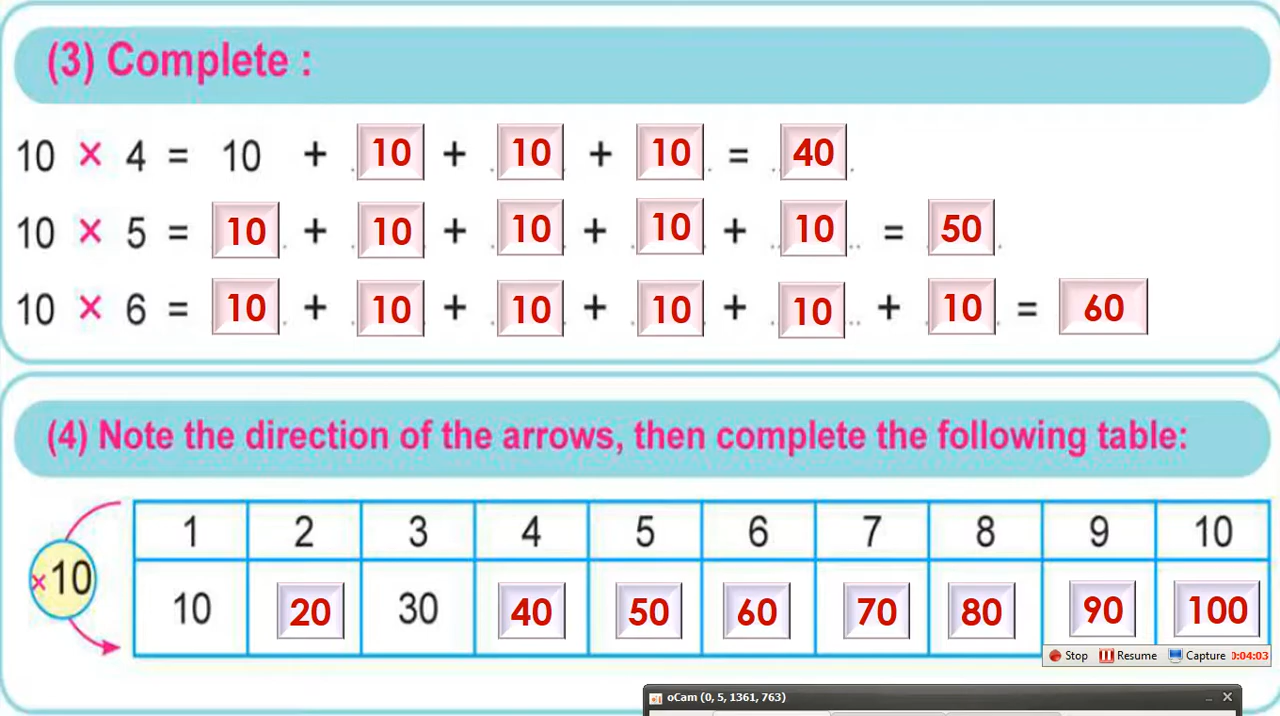 (3) Complete :
10 × 4 = 10 + 10 + 10 + 10 = 40
10 × 5 = 10 + 10 + 10 + 10 + 10 = 50
10 × 6 = 10 + 10 + 10 + 10 + 10 + 10 = 60
(4) Note the direction of the arrows, then complete the following table:
1 2 3 4 5 6 7 8 9 10
×10
10 20 30 40 50 60 70 80 90 100
Stop Resume Capture 0:04:03
oCam (0, 5, 1361, 763)